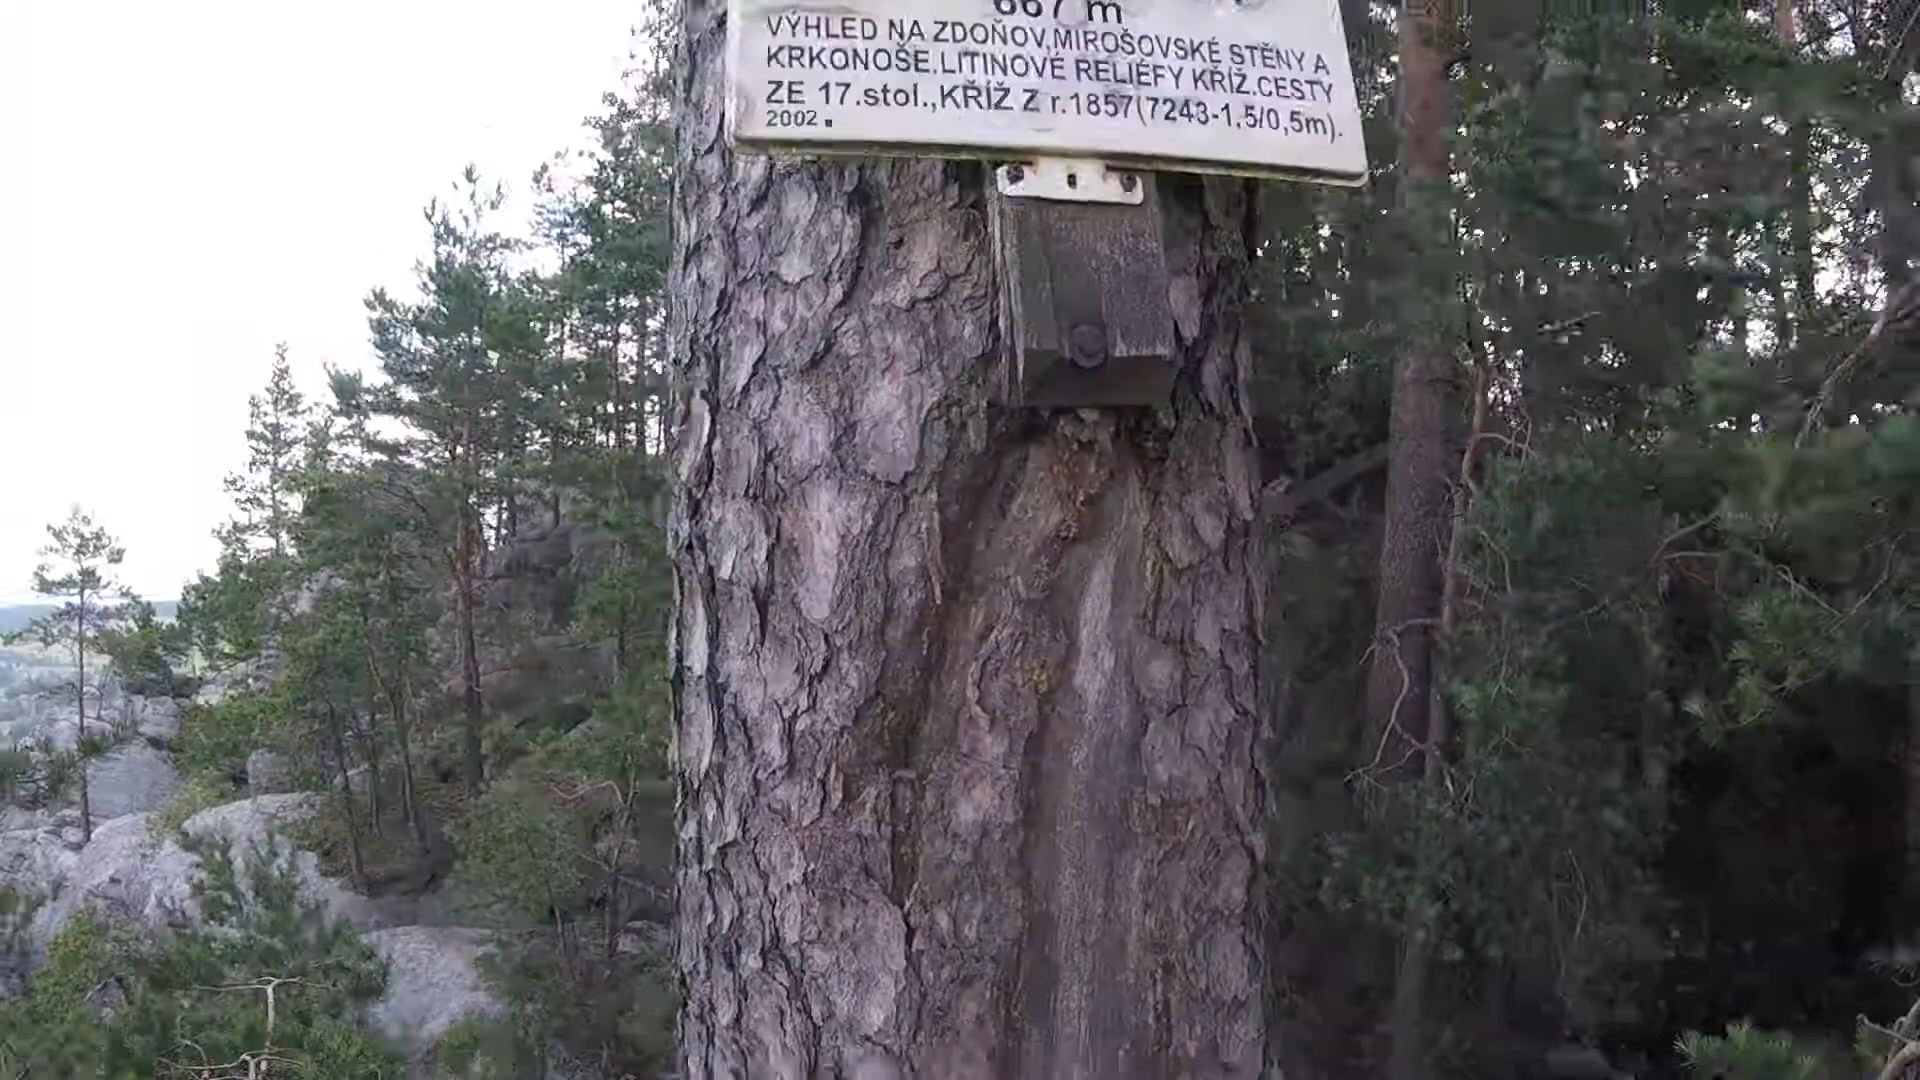 667 m
VÝHLED NA ZDOŇOV,MIROŠOVSKÉ STĚNY A
KRKONOŠE.LITINOVÉ RELIÉFY KŘÍŽ.CESTY
ZE 17.stol.,KŘÍŽ Z r.1857(7243-1,5/0,5m).
2002